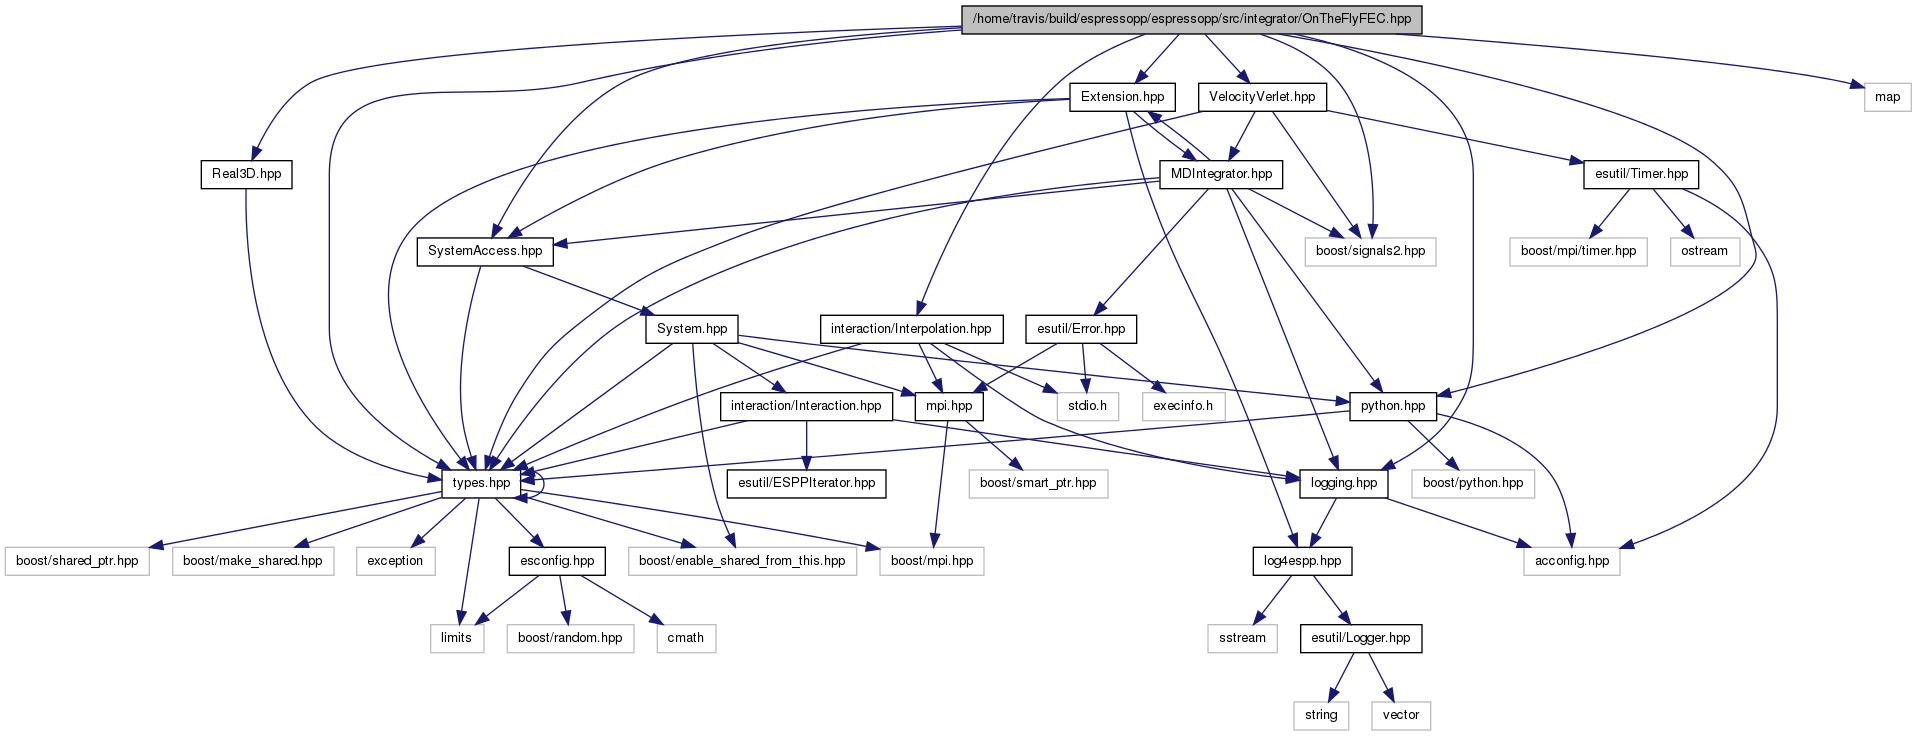 /home/travis/build/espressopp/espressopp/src/integrator/OnTheFlyFEC.hpp
Extension.hpp
VelocityVerlet.hpp
map
Real3D.hpp
MDIntegrator.hpp
esutil/Timer.hpp
SystemAccess.hpp
boost/signals2.hpp
boost/mpi/timer.hpp
ostream
System.hpp
interaction/Interpolation.hpp
esutil/Error.hpp
interaction/Interaction.hpp
mpi.hpp
stdio.h
execinfo.h
python.hpp
types.hpp
esutil/ESPPIterator.hpp
boost/smart_ptr.hpp
logging.hpp
boost/python.hpp
boost/shared_ptr.hpp
boost/make_shared.hpp
exception
esconfig.hpp
boost/enable_shared_from_this.hpp
boost/mpi.hpp
log4espp.hpp
acconfig.hpp
limits
boost/random.hpp
cmath
sstream
esutil/Logger.hpp
string
vector